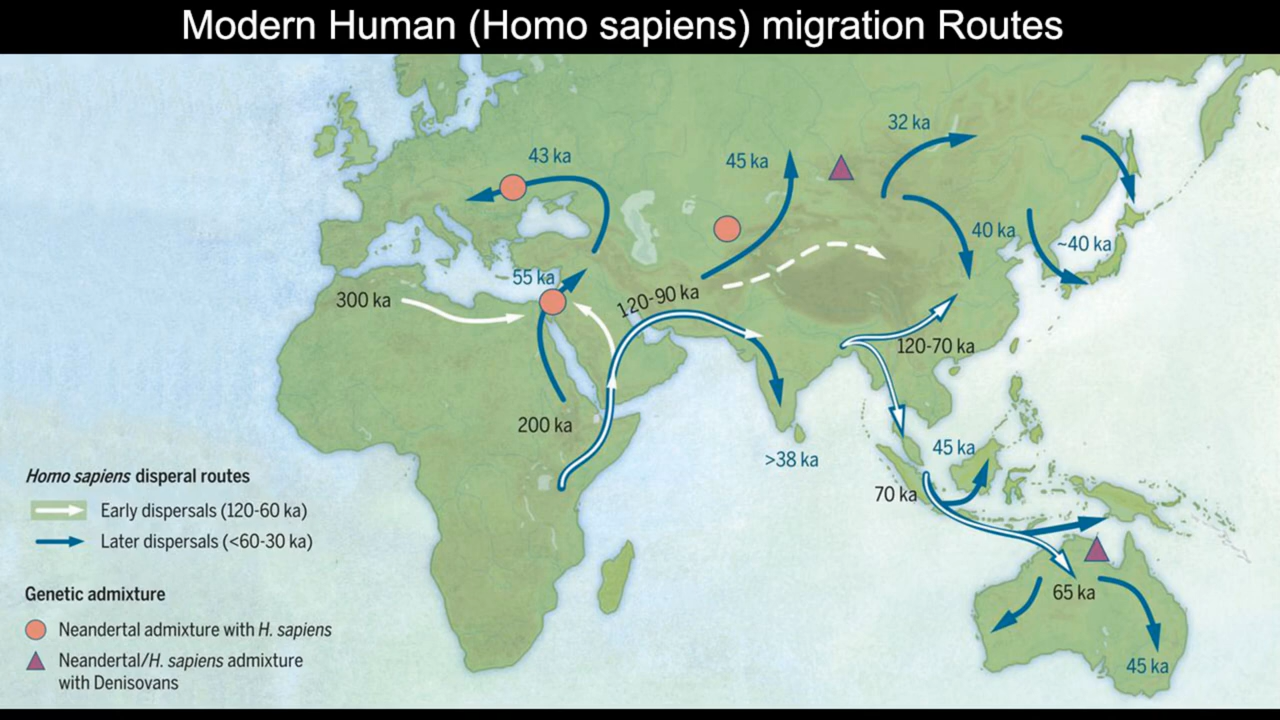 Modern Human (Homo sapiens) migration Routes
32 ka
43 ka
45 ka
40 ka
~40 ka
55 ka
300 ka
120-90 ka
120-70 ka
200 ka
>38 ka
45 ka
70 ka
65 ka
45 ka
Homo sapiens disperal routes
Early dispersals (120-60 ka)
Later dispersals (<60-30 ka)
Genetic admixture
Neandertal admixture with H. sapiens
Neandertal/H. sapiens admixture
with Denisovans